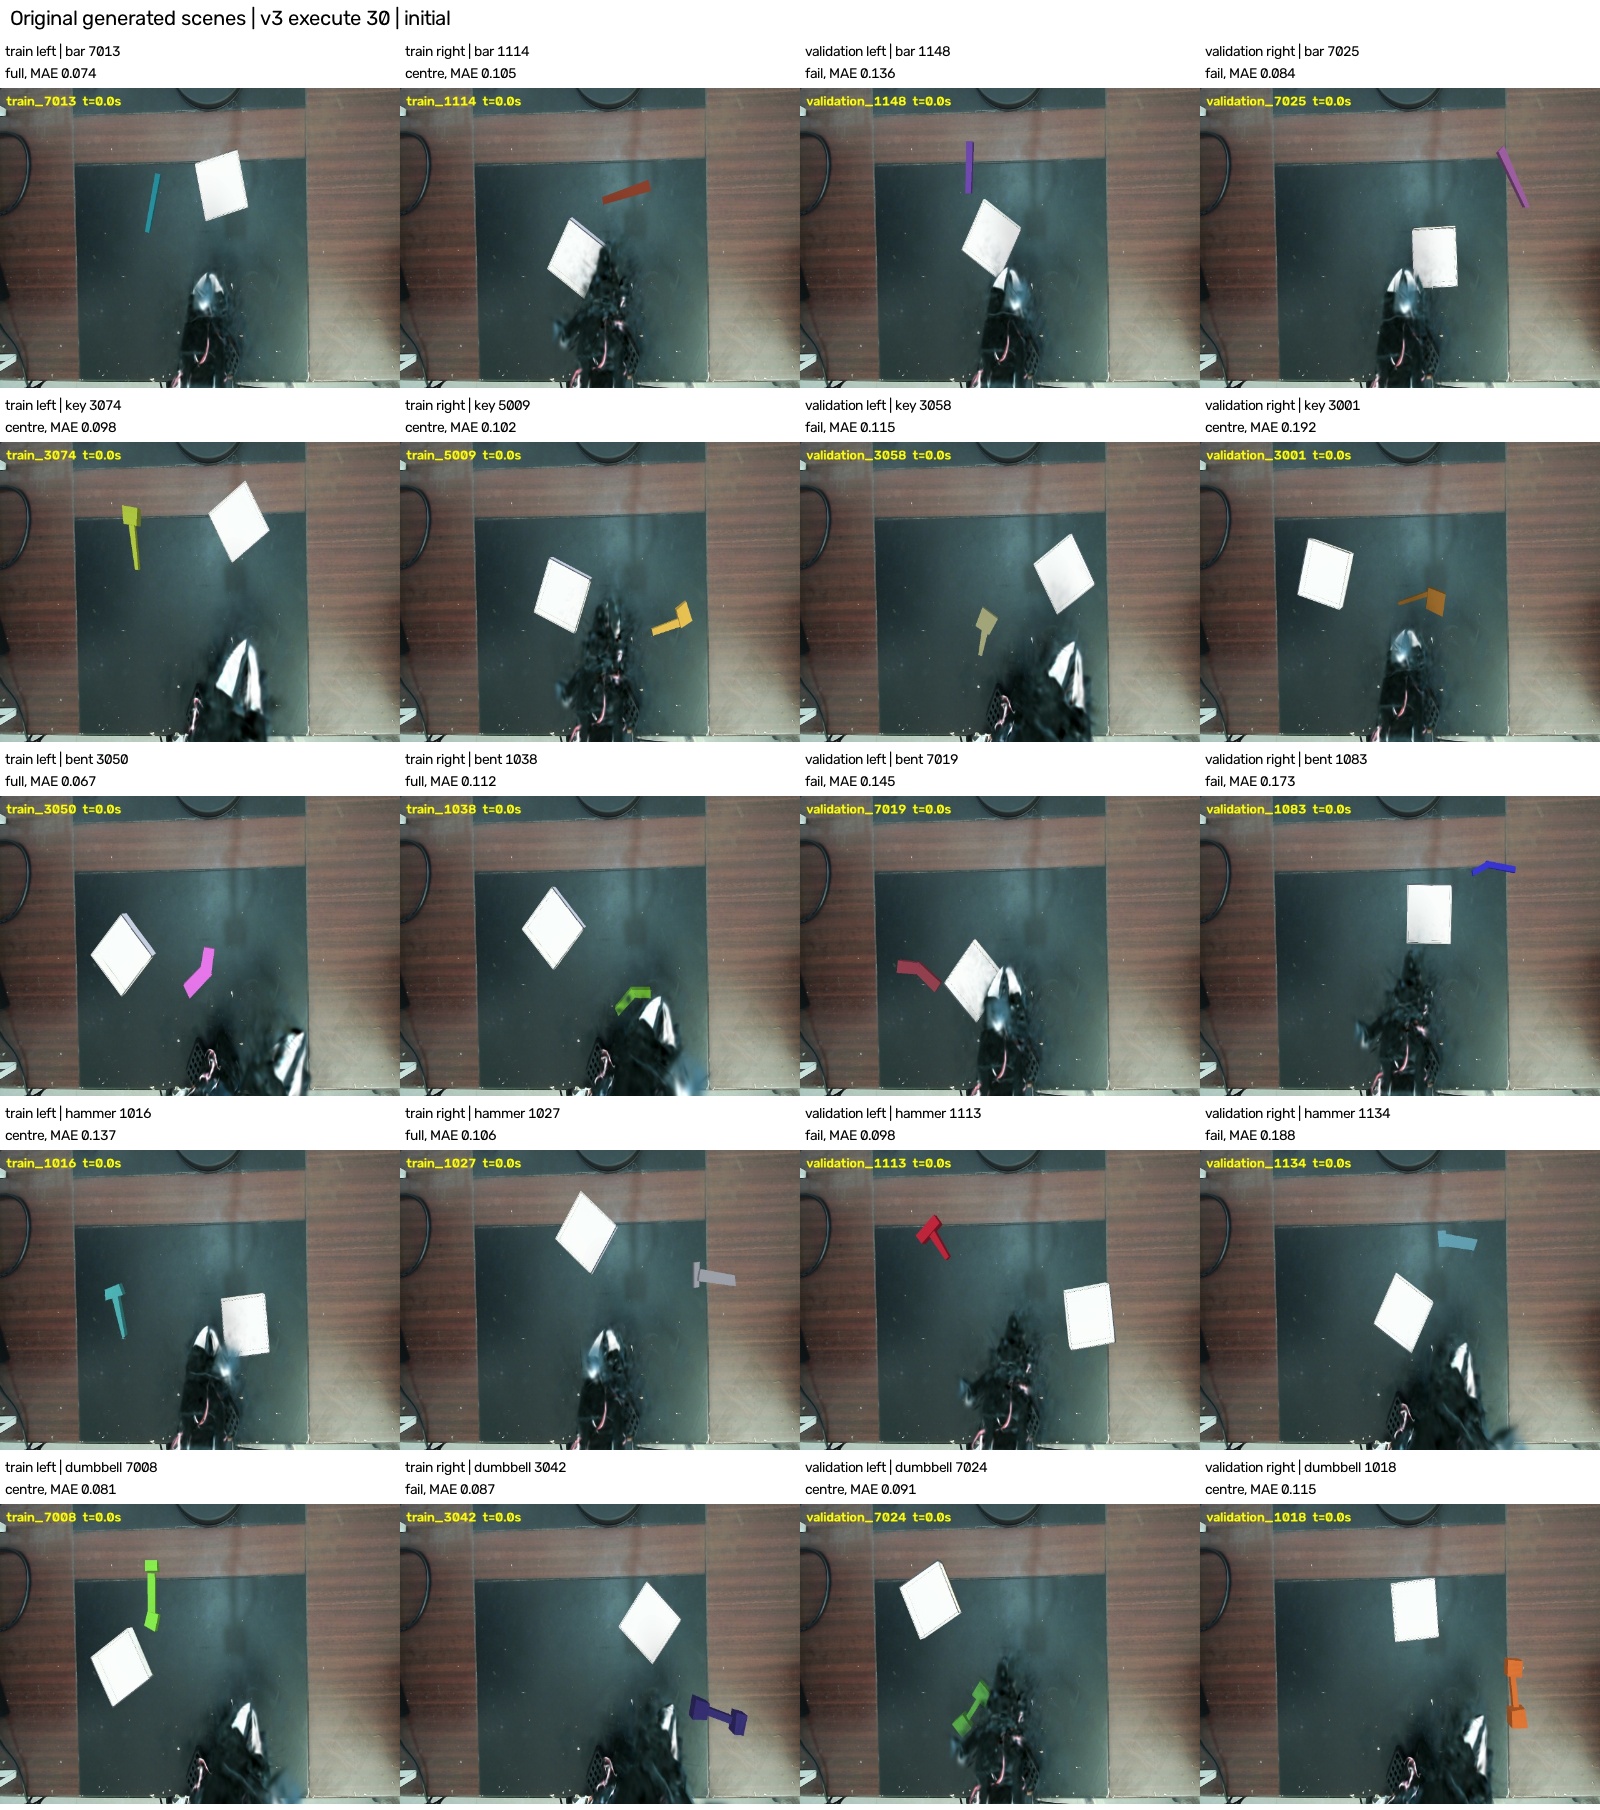 Original generated scenes | v3 execute 30 | initial
train left | bar 7013
full, MAE 0.074
train_7013 t=0.0s
train right | bar 1114
centre, MAE 0.105
train_1114 t=0.0s
validation left | bar 1148
fail, MAE 0.136
validation_1148 t=0.0s
validation right | bar 7025
fail, MAE 0.084
validation_7025 t=0.0s
train left | key 3074
centre, MAE 0.098
train_3074 t=0.0s
train right | key 5009
centre, MAE 0.102
train_5009 t=0.0s
validation left | key 3058
fail, MAE 0.115
validation_3058 t=0.0s
validation right | key 3001
centre, MAE 0.192
validation_3001 t=0.0s
train left | bent 3050
full, MAE 0.067
train_3050 t=0.0s
train right | bent 1038
full, MAE 0.112
train_1038 t=0.0s
validation left | bent 7019
fail, MAE 0.145
validation_7019 t=0.0s
validation right | bent 1083
fail, MAE 0.173
validation_1083 t=0.0s
train left | hammer 1016
centre, MAE 0.137
train_1016 t=0.0s
train right | hammer 1027
full, MAE 0.106
train_1027 t=0.0s
validation left | hammer 1113
fail, MAE 0.098
validation_1113 t=0.0s
validation right | hammer 1134
fail, MAE 0.188
validation_1134 t=0.0s
train left | dumbbell 7008
centre, MAE 0.081
train_7008 t=0.0s
train right | dumbbell 3042
fail, MAE 0.087
train_3042 t=0.0s
validation left | dumbbell 7024
centre, MAE 0.091
validation_7024 t=0.0s
validation right | dumbbell 1018
centre, MAE 0.115
validation_1018 t=0.0s